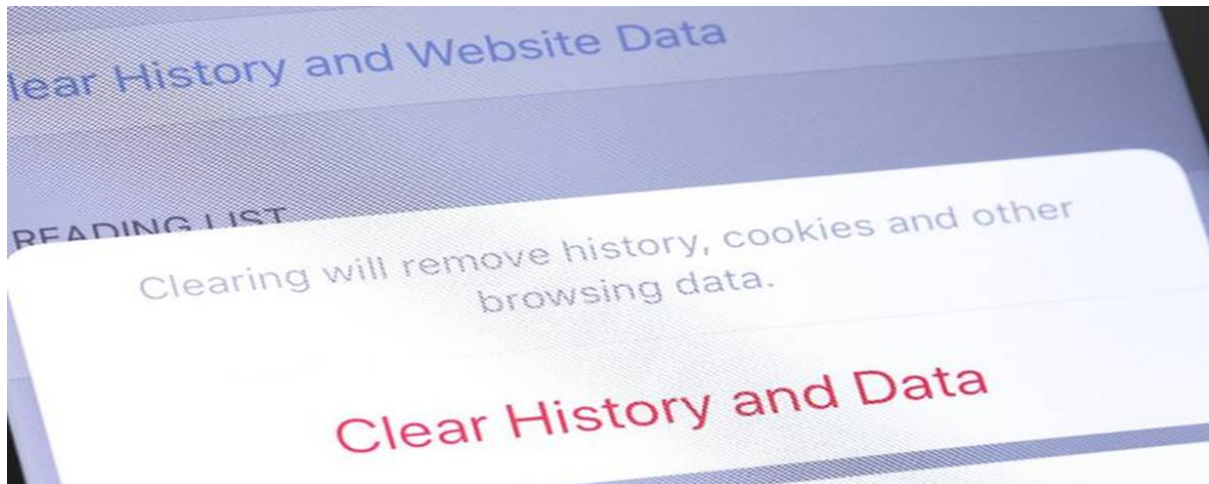 lear History and Website Data
READING LIST
Clearing will remove history, cookies and other
browsing data.
Clear History and Data